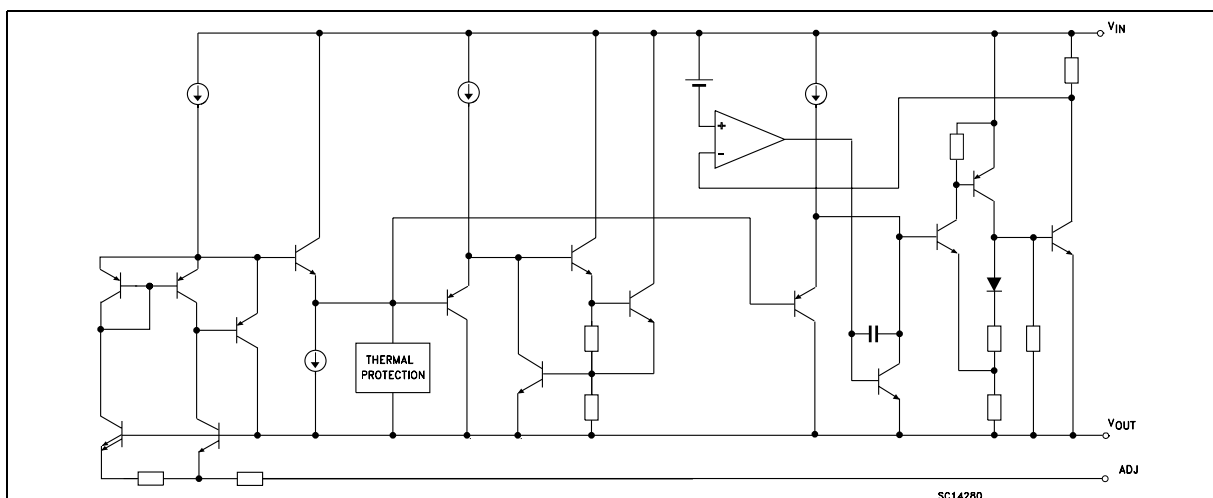 VIN
+
-
THERMAL
PROTECTION
VOUT
ADJ
SC14280